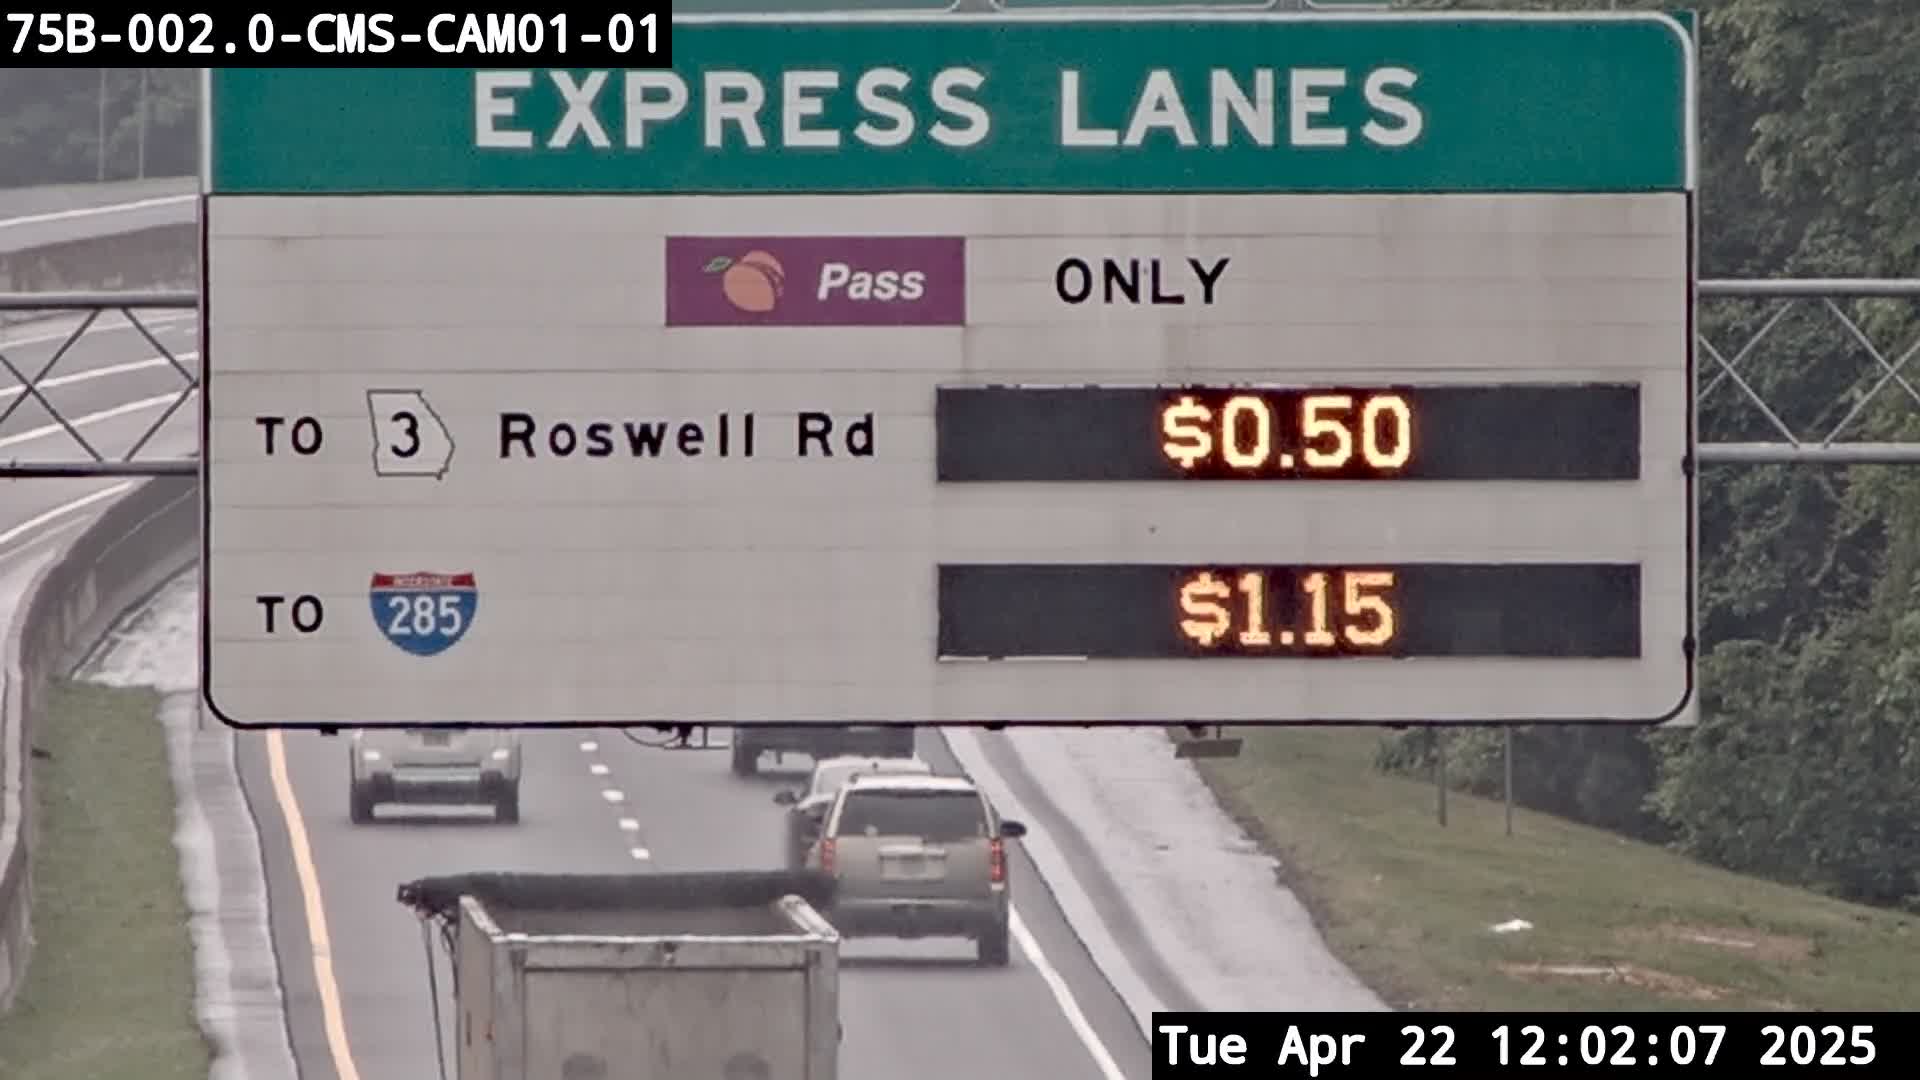 75B-002.0-CMS-CAM01-01
EXPRESS LANES
Pass ONLY
TO 3 Roswell Rd $0.50
INTERSTATE
TO 285 $1.15
Tue Apr 22 12:02:07 2025